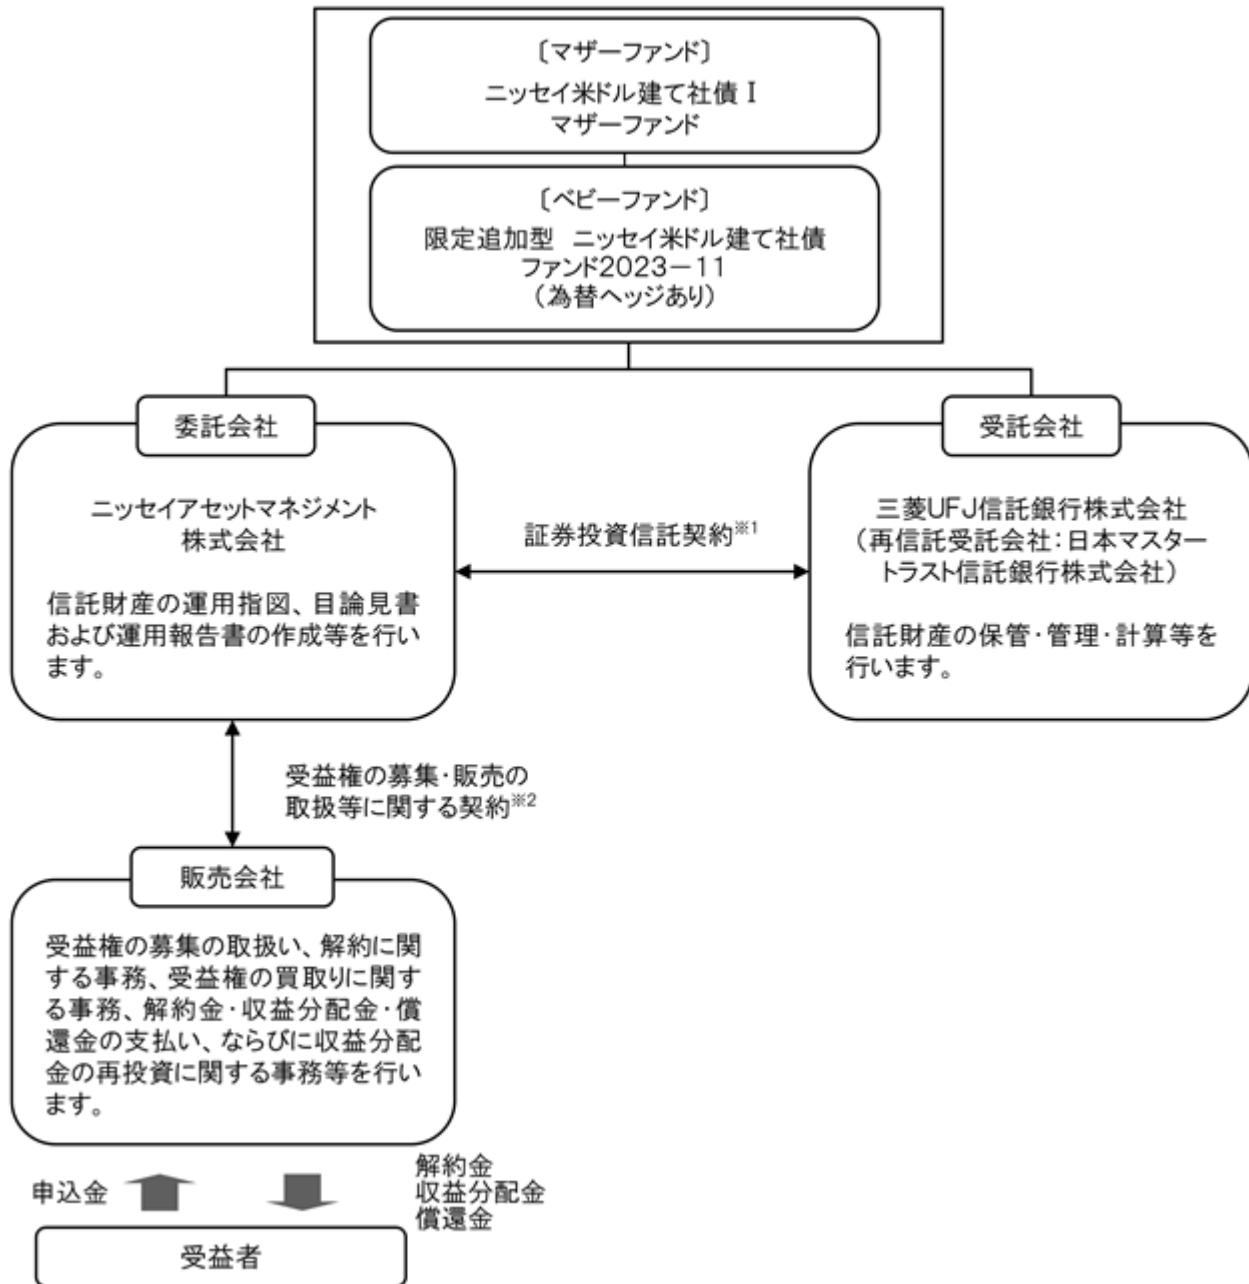 〔マザーファンド〕
ニッセイ米ドル建て社債Ⅰ
マザーファンド
〔ベビーファンド〕
限定追加型　ニッセイ米ドル建て社債
ファンド2023－11
（為替ヘッジあり）
委託会社
ニッセイアセットマネジメント
株式会社
信託財産の運用指図、目論見書
および運用報告書の作成等を行い
ます。
証券投資信託契約※1
受託会社
三菱UFJ信託銀行株式会社
（再信託受託会社：日本マスター
トラスト信託銀行株式会社）
信託財産の保管・管理・計算等を
行います。
受益権の募集・販売の
取扱等に関する契約※2
販売会社
受益権の募集の取扱い、解約に関
する事務、受益権の買取りに関す
る事務、解約金・収益分配金・償
還金の支払い、ならびに収益分配
金の再投資に関する事務等を行い
ます。
申込金
解約金
収益分配金
償還金
受益者